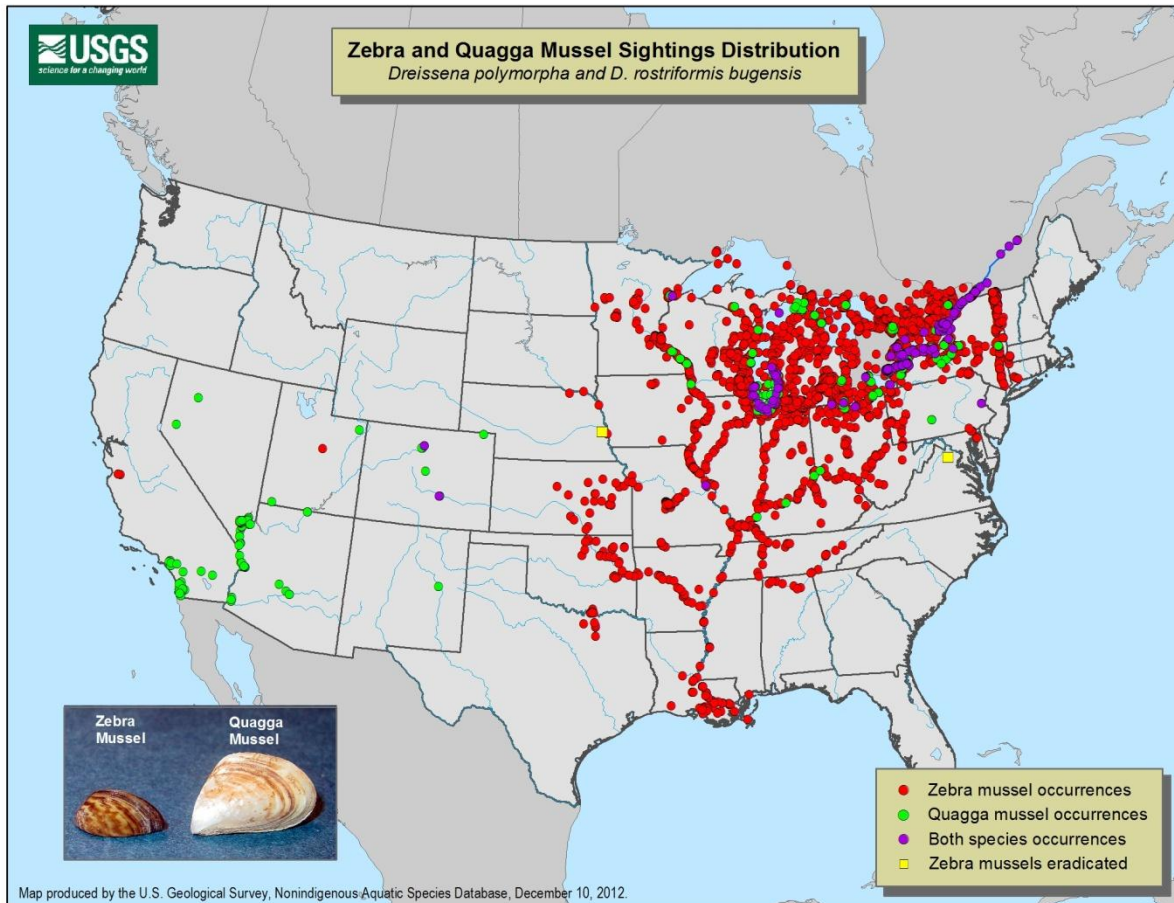 USGS
science for a changing world
Zebra and Quagga Mussel Sightings Distribution
Dreissena polymorpha and D. rostriformis bugensis
Zebra
Mussel
Quagga
Mussel
Zebra mussel occurrences
Quagga mussel occurrences
Both species occurrences
Zebra mussels eradicated
Map produced by the U.S. Geological Survey, Nonindigenous Aquatic Species Database, December 10, 2012.